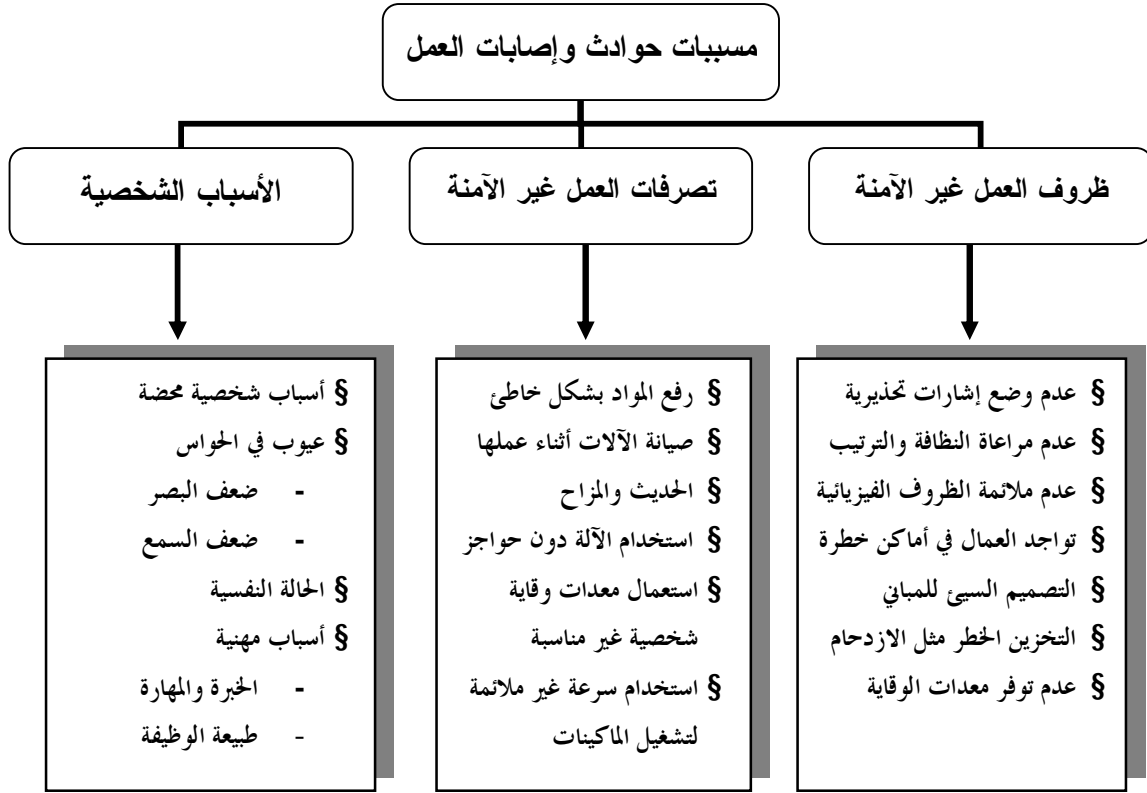 مسببات حوادث وإصابات العمل
ظروف العمل غير الآمنة
تصرفات العمل غير الآمنة
الأسباب الشخصية
§ عدم وضع إشارات تحذيرية
§ عدم مراعاة النظافة والترتيب
§ عدم ملائمة الظروف الفيزيائية
§ تواجد العمال في أماكن خطرة
§ التصميم السيئ للمباني
§ التخزين الخطر مثل الازدحام
§ عدم توفر معدات الوقاية
§ رفع المواد بشكل خاطئ
§ صيانة الآلات أثناء عملها
§ الحديث والمزاح
§ استخدام الآلة دون حواجز
§ استعمال معدات وقاية
شخصية غير مناسبة
§ استخدام سرعة غير ملائمة
لتشغيل الماكينات
§ أسباب شخصية محضة
§ عيوب في الحواس
- ضعف البصر
- ضعف السمع
§ الحالة النفسية
§ أسباب مهنية
- الخبرة والمهارة
- طبيعة الوظيفة